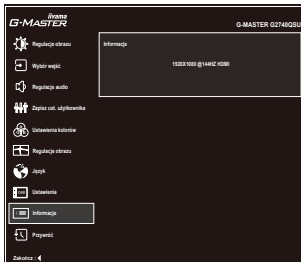 iiyama
G-MASTER
G-MASTER G2740QSU
Regulacje obrazu
Informacje
1920X1080 @144HZ HDMI
Wybór wejść
Regulacje audio
Zapisz ust. użytkownika
Ustawienia kolorów
Regulacje obrazu
Język
OSD
Ustawienia
Informacje
Przywróć
Zakończ :